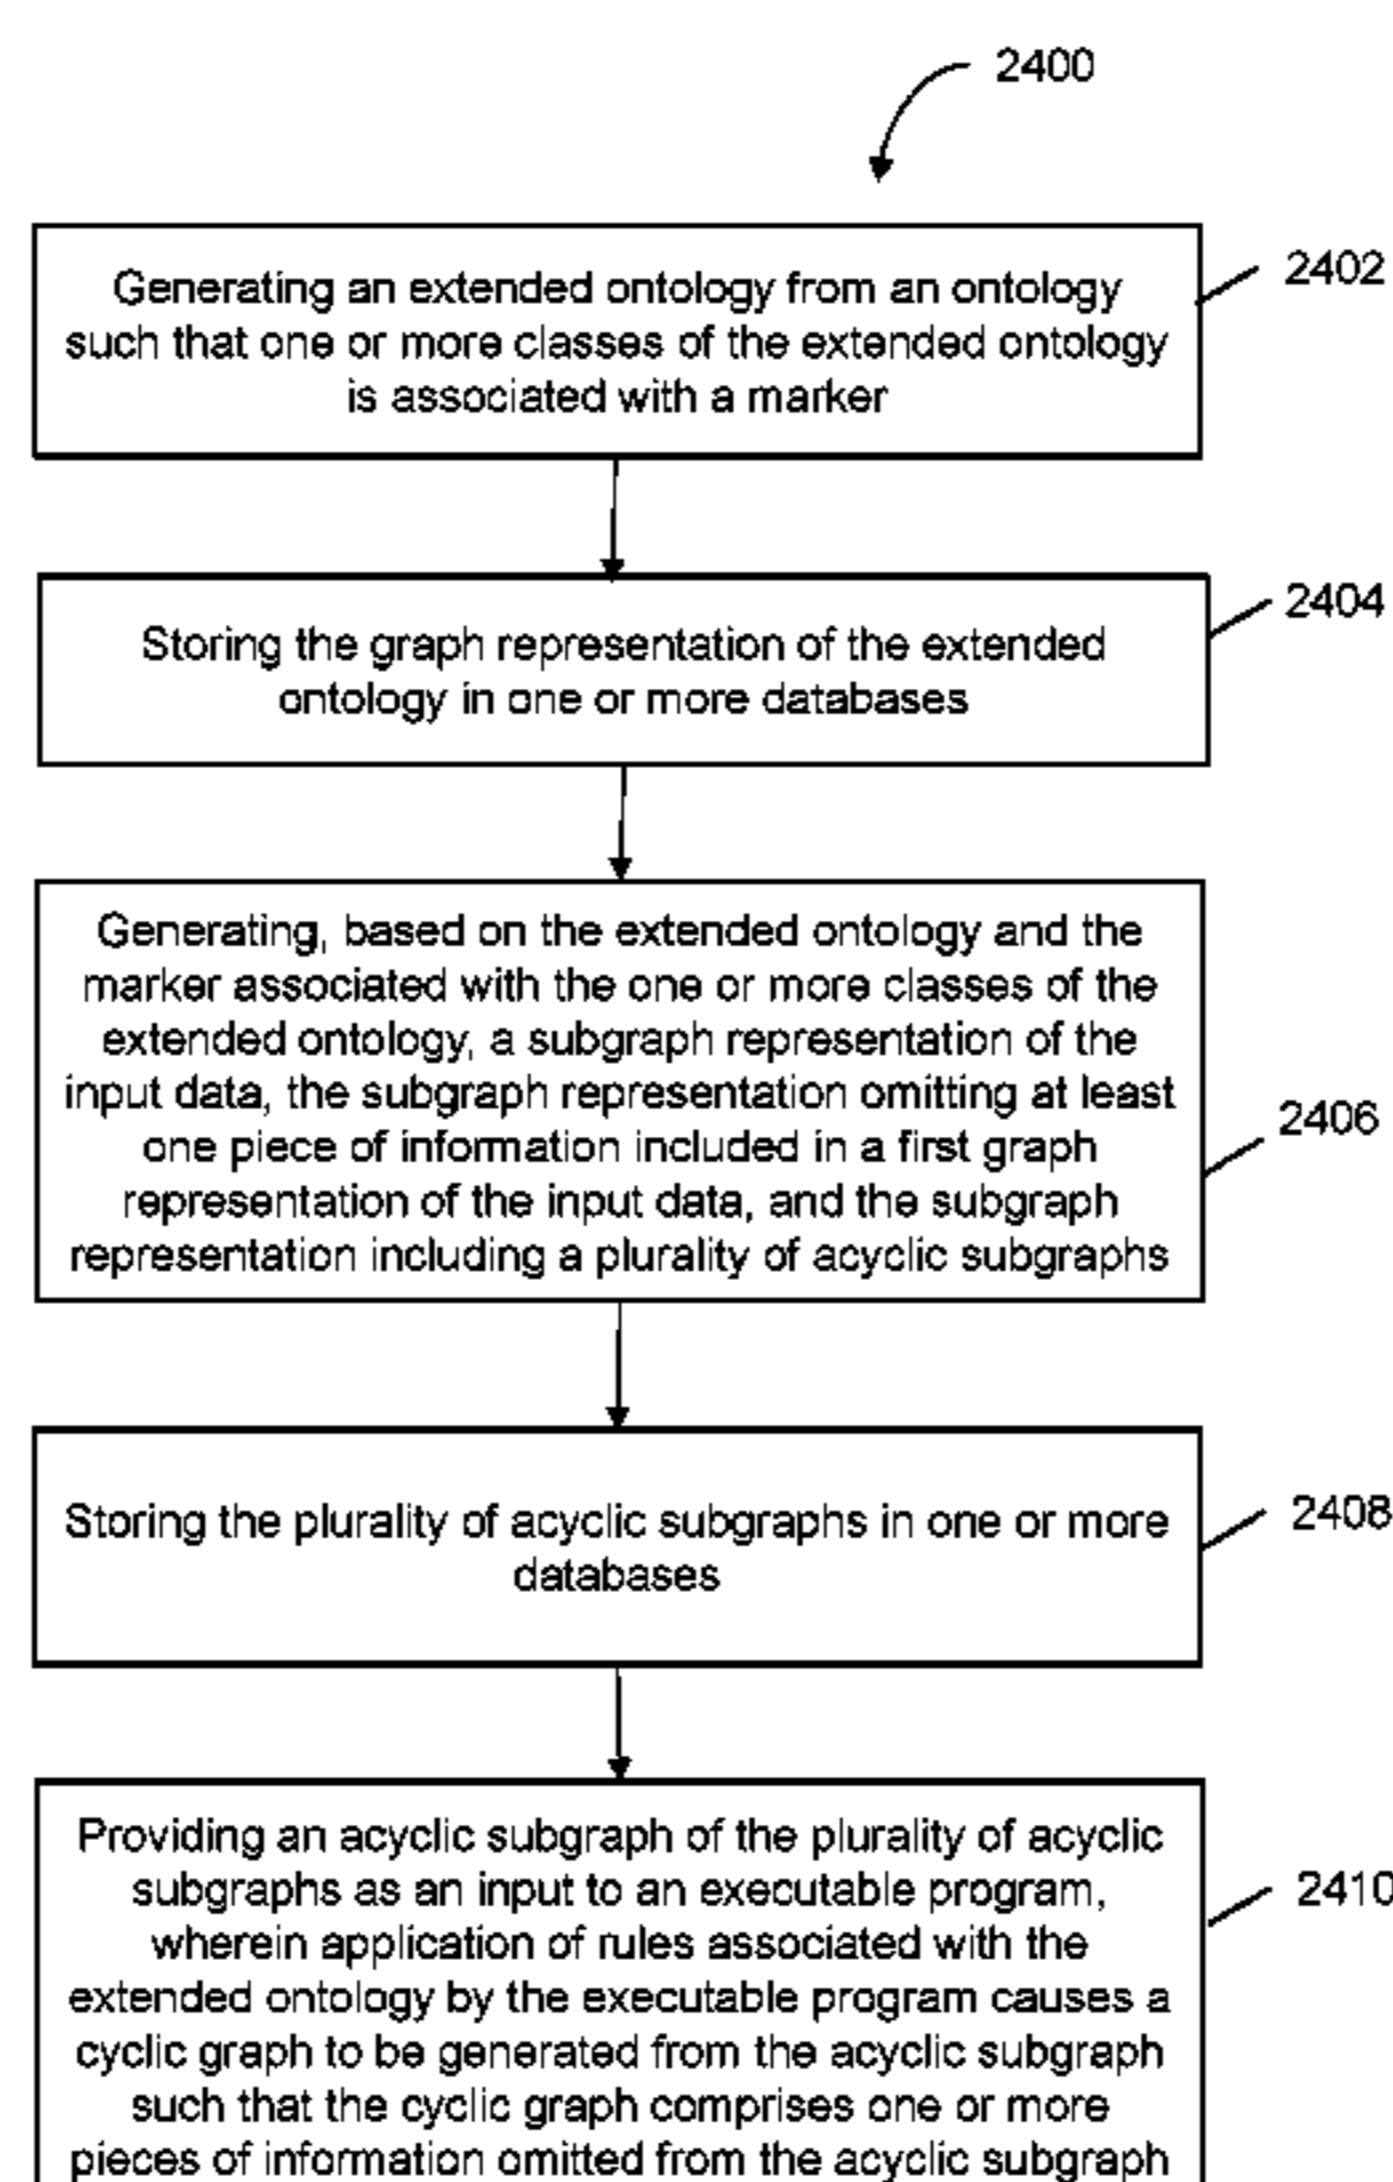 2400
Generating an extended ontology from an ontology
such that one or more classes of the extended ontology
is associated with a marker
2402
Storing the graph representation of the extended
ontology in one or more databases
2404
Generating, based on the extended ontology and the
marker associated with the one or more classes of the
extended ontology, a subgraph representation of the
input data, the subgraph representation omitting at least
one piece of information included in a first graph
representation of the input data, and the subgraph
representation including a plurality of acyclic subgraphs
2406
Storing the plurality of acyclic subgraphs in one or more
databases
2408
Providing an acyclic subgraph of the plurality of acyclic
subgraphs as an input to an executable program,
wherein application of rules associated with the
extended ontology by the executable program causes a
cyclic graph to be generated from the acyclic subgraph
such that the cyclic graph comprises one or more
pieces of information omitted from the acyclic subgraph
2410